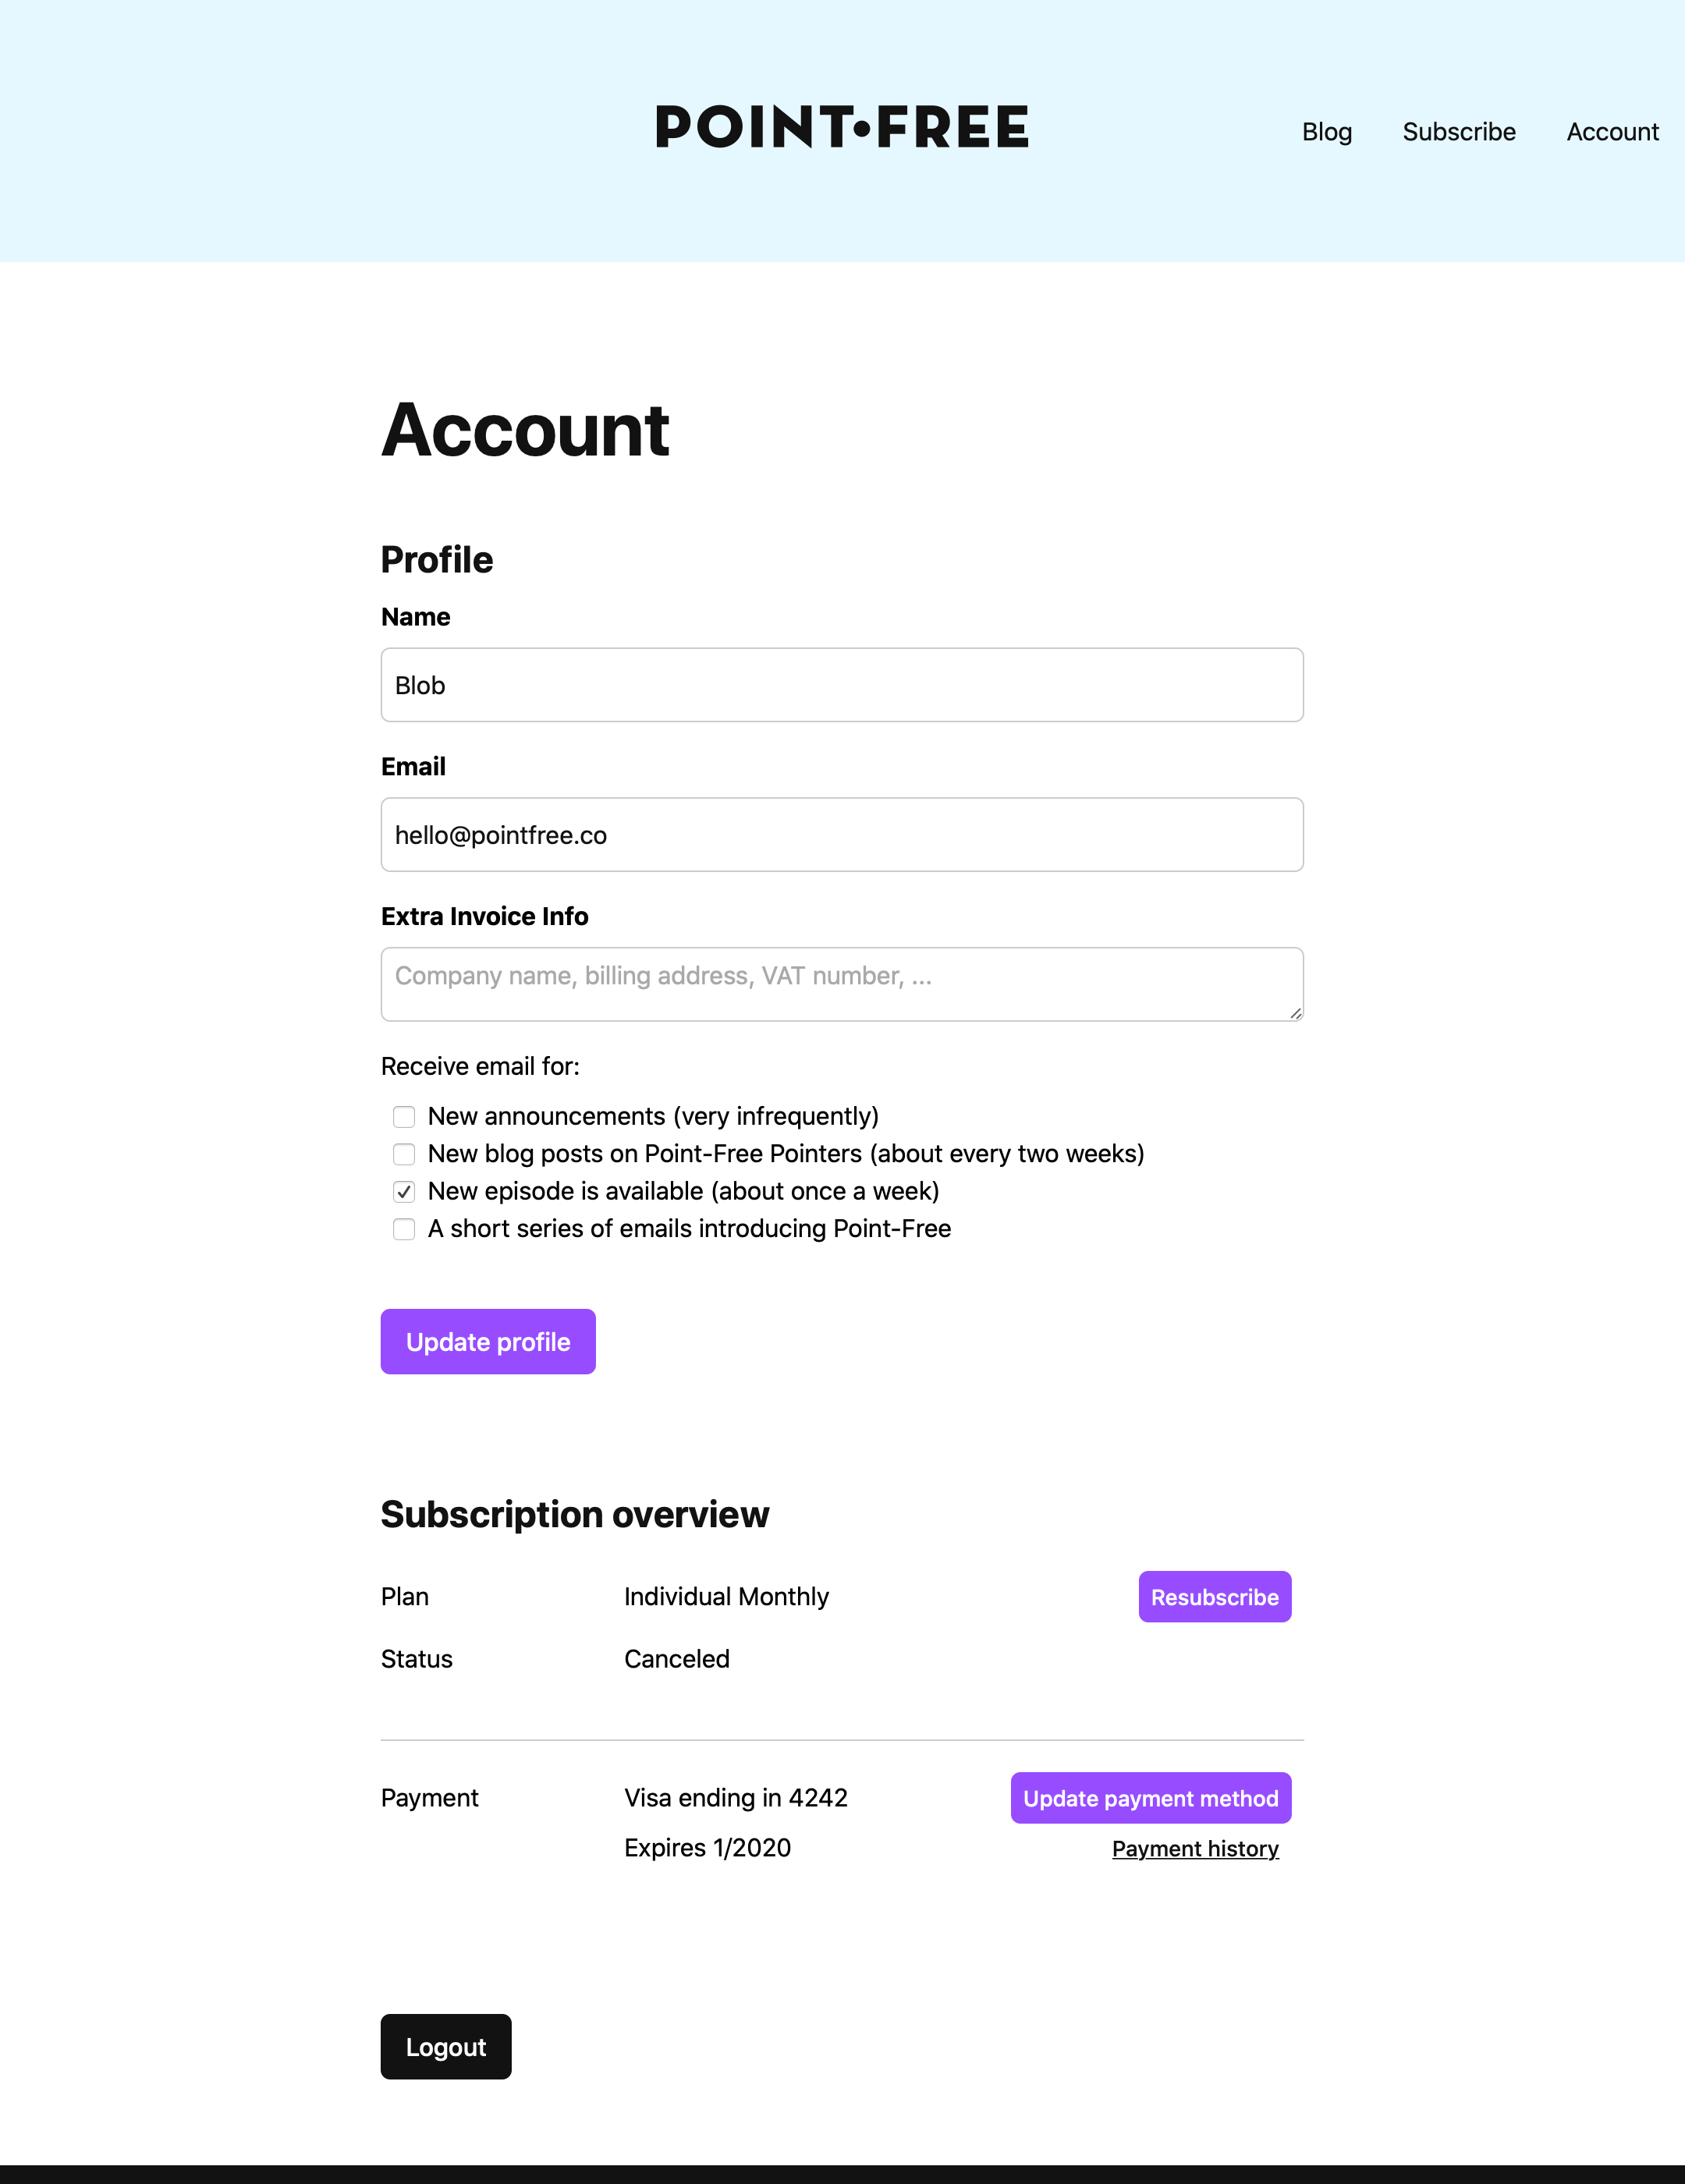 POINT•FREE
Blog Subscribe Account
Account
Profile
Name
Blob
Email
hello@pointfree.co
Extra Invoice Info
Company name, billing address, VAT number, ...
Receive email for:
New announcements (very infrequently)
New blog posts on Point-Free Pointers (about every two weeks)
New episode is available (about once a week)
A short series of emails introducing Point-Free
Update profile
Subscription overview
Plan Individual Monthly Resubscribe
Status Canceled
Payment Visa ending in 4242 Update payment method
Expires 1/2020 Payment history
Logout